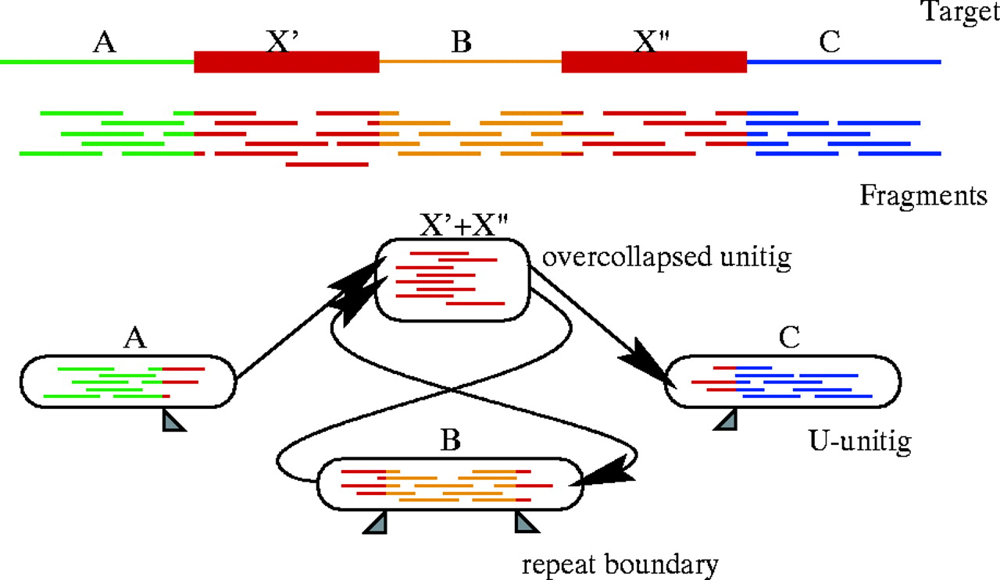 Target
A X' B X" C
Fragments
X'+X"
overcollapsed unitig
A
C
B
U-unitig
repeat boundary